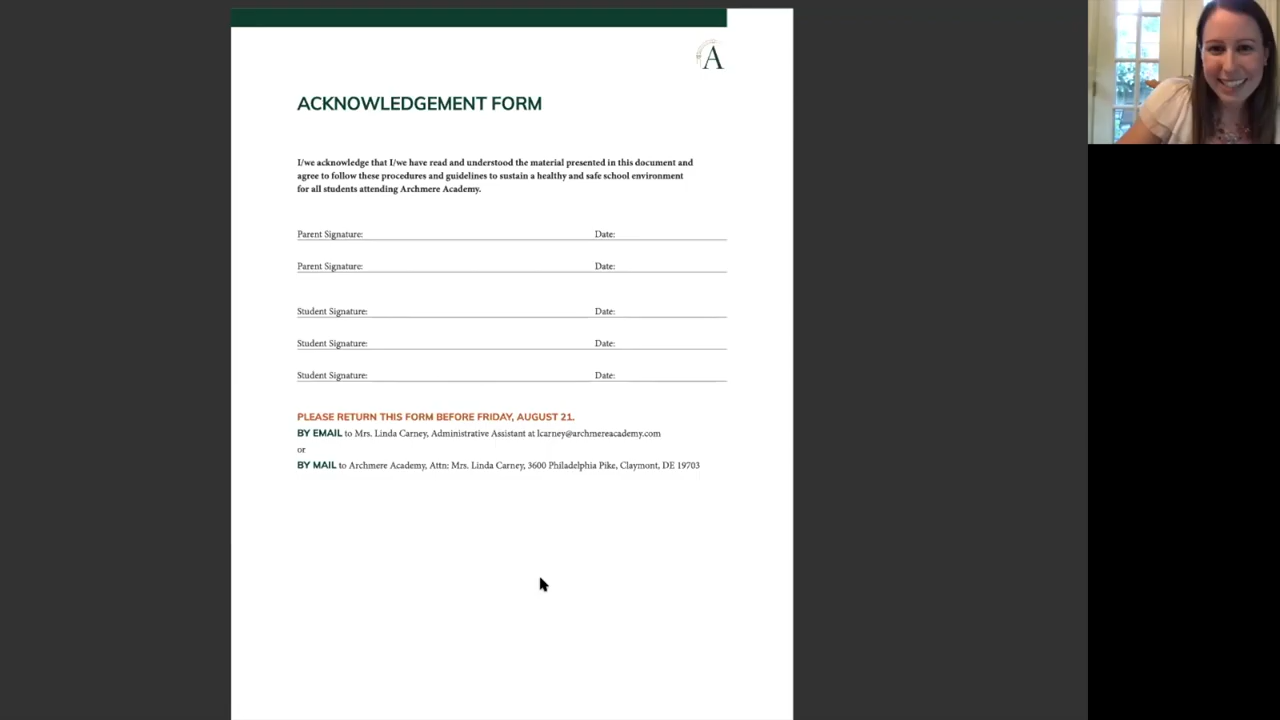 A
ACKNOWLEDGEMENT FORM
I/we acknowledge that I/we have read and understood the material presented in this document and
agree to follow these procedures and guidelines to sustain a healthy and safe school environment
for all students attending Archmere Academy.
Parent Signature: Date:
Parent Signature: Date:
Student Signature: Date:
Student Signature: Date:
Student Signature: Date:
PLEASE RETURN THIS FORM BEFORE FRIDAY, AUGUST 21.
BY EMAIL to Mrs. Linda Carney, Administrative Assistant at lcarney@archmereacademy.com
or
BY MAIL to Archmere Academy, Attn: Mrs. Linda Carney, 3600 Philadelphia Pike, Claymont, DE 19703